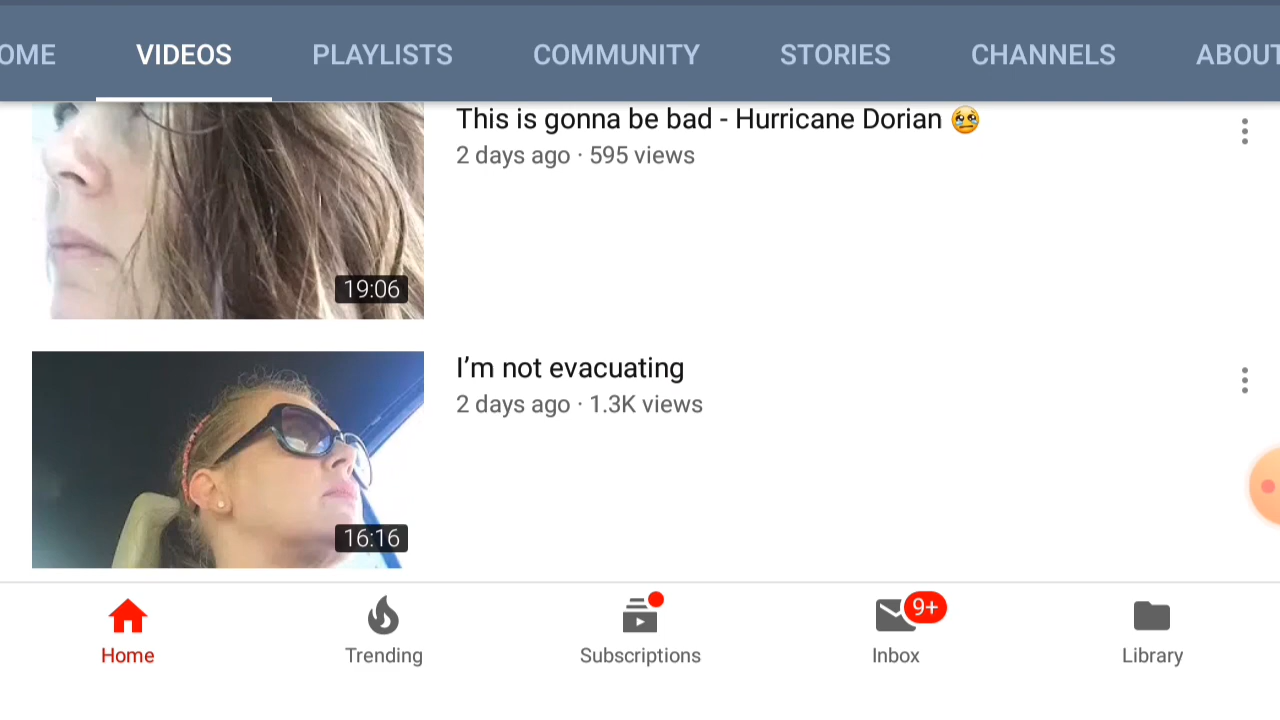 OME VIDEOS PLAYLISTS COMMUNITY STORIES CHANNELS ABOUT
This is gonna be bad - Hurricane Dorian 😢
2 days ago · 595 views
19:06
I’m not evacuating
2 days ago · 1.3K views
16:16
9+
Home Trending Subscriptions Inbox Library